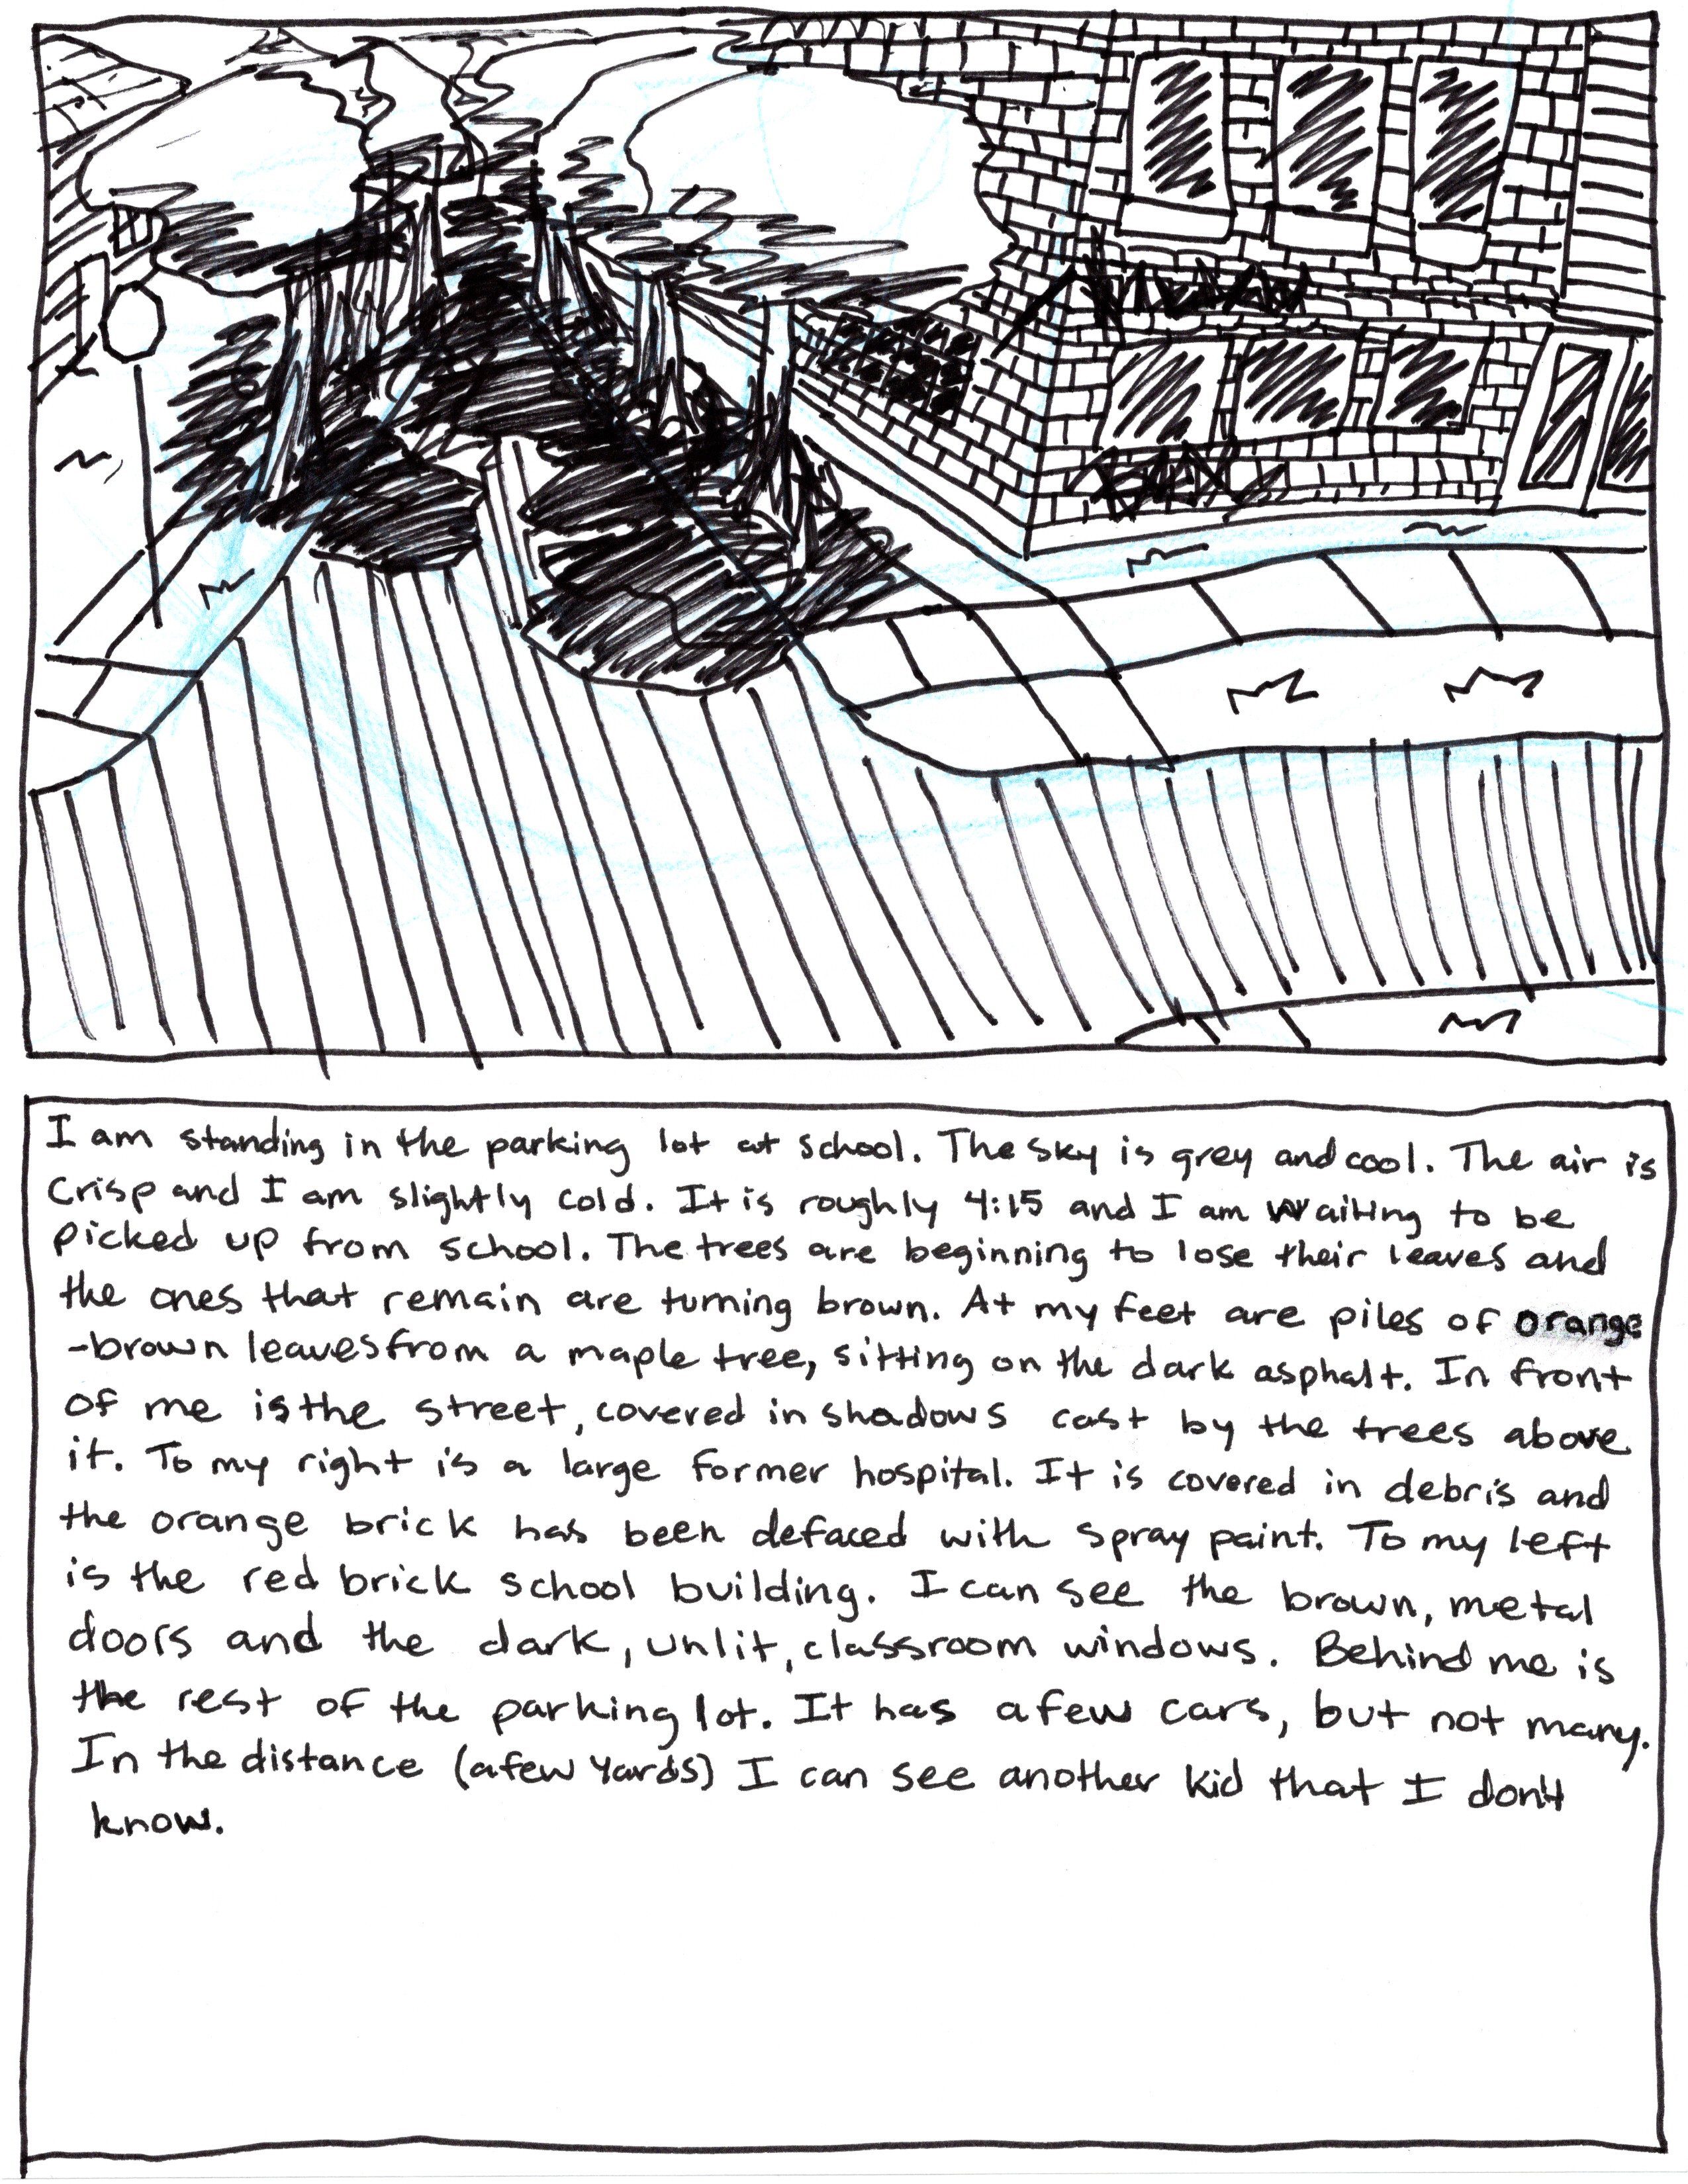 I am standing in the parking lot at school. The sky is grey and cool. The air is
crisp and I am slightly cold. It is roughly 4:15 and I am waiting to be
picked up from school. The trees are beginning to lose their leaves and
the ones that remain are turning brown. At my feet are piles of orange
-brown leaves from a maple tree, sitting on the dark asphalt. In front
of me is the street, covered in shadows cast by the trees above
it. To my right is a large former hospital. It is covered in debris and
the orange brick has been defaced with spray paint. To my left
is the red brick school building. I can see the brown, metal
doors and the dark, unlit, classroom windows. Behind me is
the rest of the parking lot. It has a few cars, but not many.
In the distance (a few yards) I can see another kid that I don't
know.